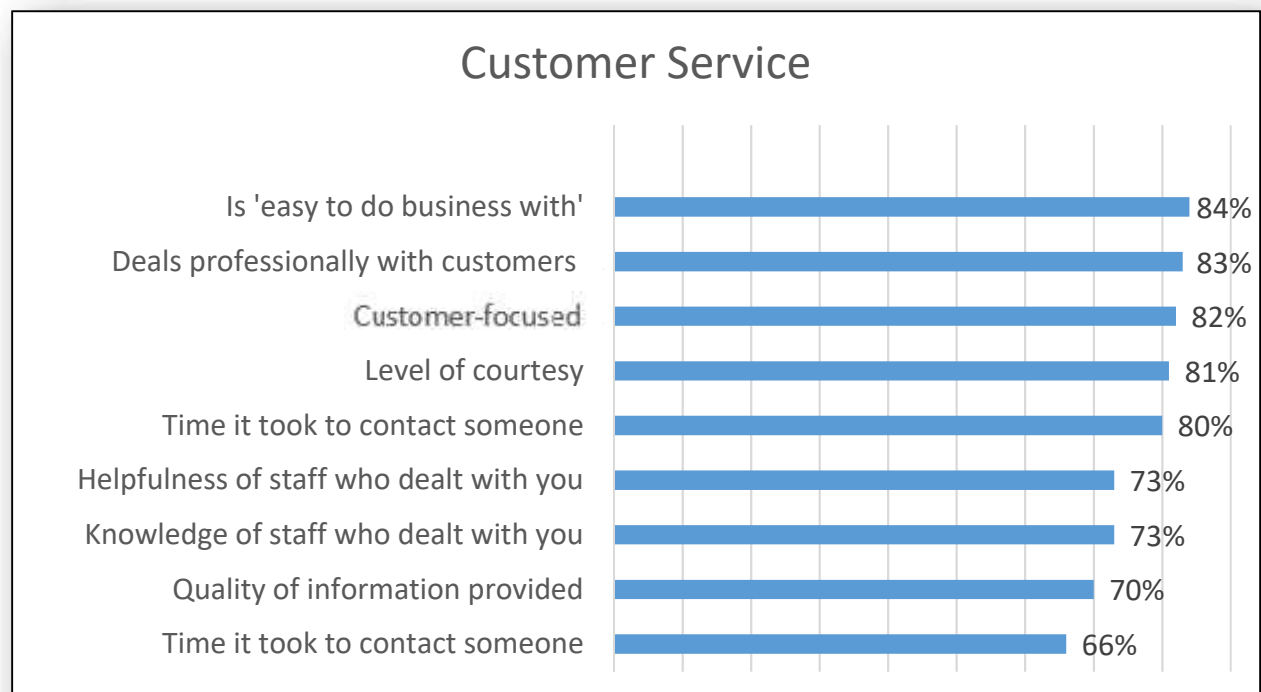 Customer Service
Is 'easy to do business with' 84%
Deals professionally with customers 83%
Customer-focused 82%
Level of courtesy 81%
Time it took to contact someone 80%
Helpfulness of staff who dealt with you 73%
Knowledge of staff who dealt with you 73%
Quality of information provided 70%
Time it took to contact someone 66%